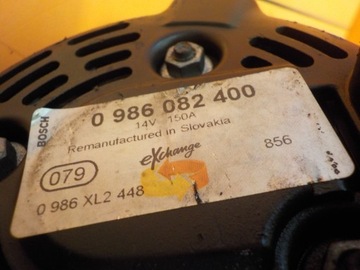 BOSCH
0 986 082 400
14V 150A
Remanufactured in Slovakia
eXchange
856
079
0 986 XL2 448